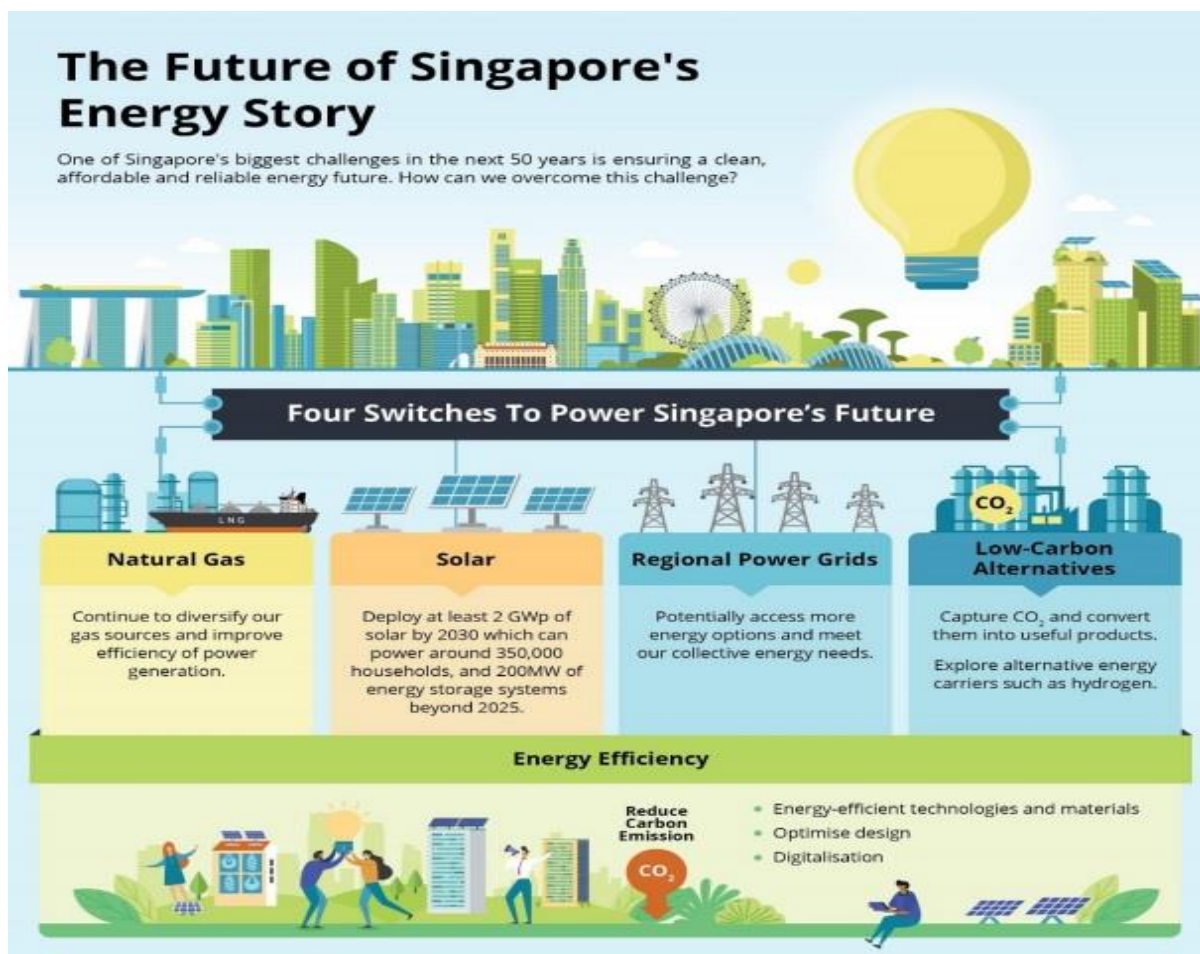 The Future of Singapore's
Energy Story
One of Singapore's biggest challenges in the next 50 years is ensuring a clean,
affordable and reliable energy future. How can we overcome this challenge?
Four Switches To Power Singapore's Future
LNG
CO₂
Natural Gas
Continue to diversify our
gas sources and improve
efficiency of power
generation.
Solar
Deploy at least 2 GWp of
solar by 2030 which can
power around 350,000
households, and 200MW of
energy storage systems
beyond 2025.
Regional Power Grids
Potentially access more
energy options and meet
our collective energy needs.
Low-Carbon
Alternatives
Capture CO₂ and convert
them into useful products.
Explore alternative energy
carriers such as hydrogen.
Energy Efficiency
Reduce
Carbon
Emission
CO₂
• Energy-efficient technologies and materials
• Optimise design
• Digitalisation